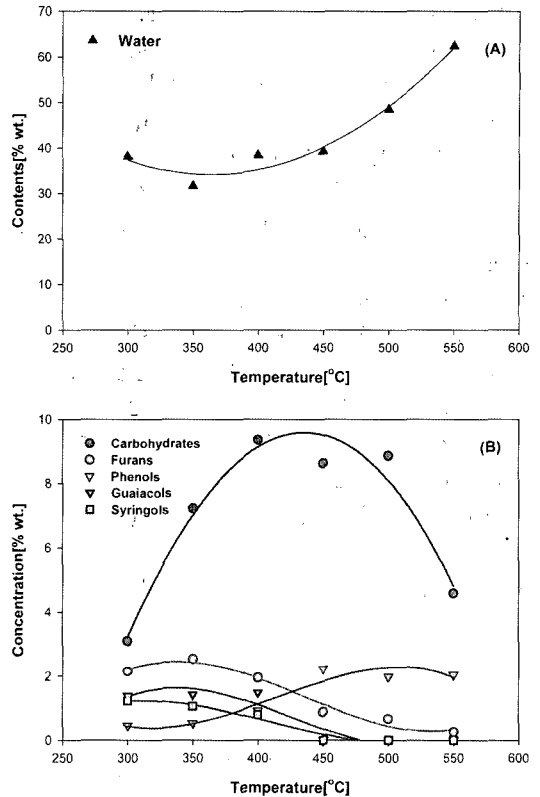 70
60
50
40
30
20
10
0
Contents[% wt.]
Water
(A)
250 300 350 400 450 500 550 600
Temperature[°C]
10
8
6
4
2
0
Concentration[% wt.]
Carbohydrates
Furans
Phenols
Guaiacols
Syringols
(B)
250 300 350 400 450 500 550 600
Temperature[°C]